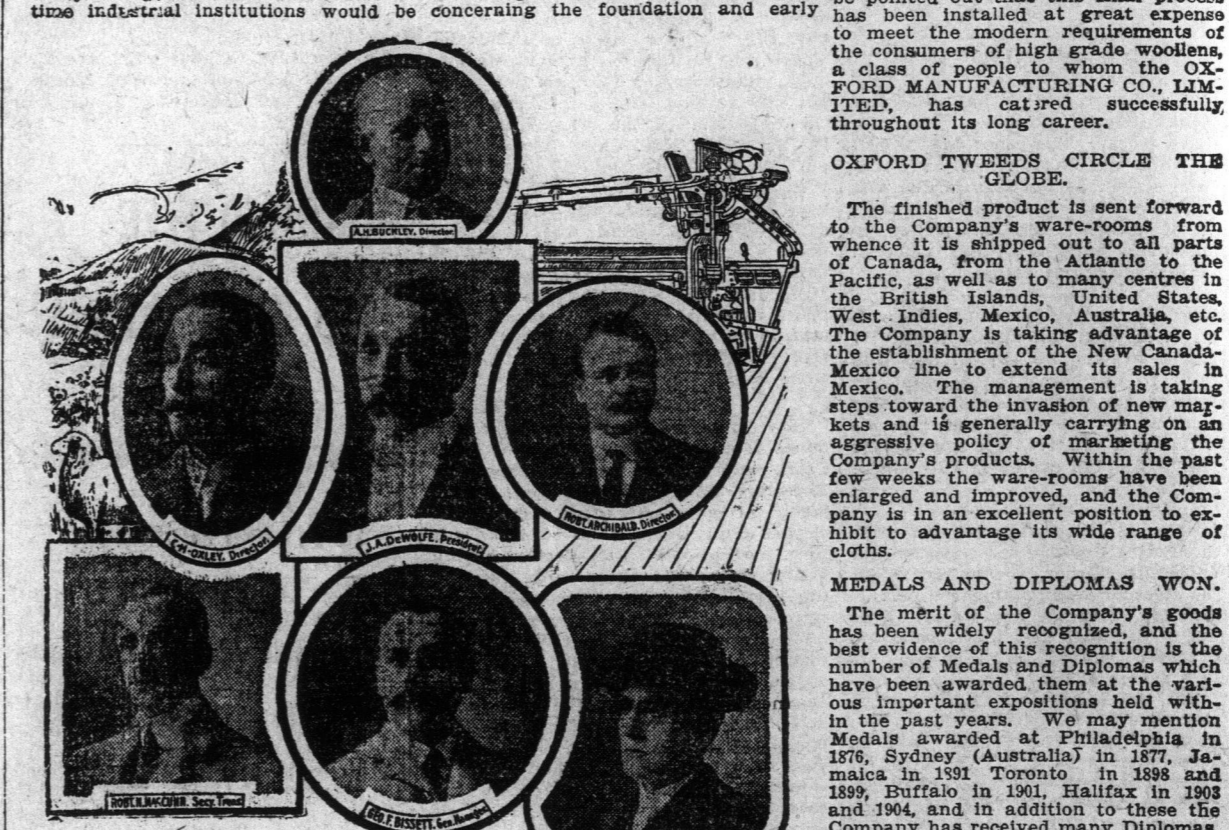 time industrial institutions would be concerning the foundation and early
A.H. BUCKLEY. Director
OXLEY. Director
J.A. DeWOLFE. President
ROBT. ARCHIBALD. Director
Secy. Treas
GEO. F. BISSETT. Gen. Manager
has been installed at great expense
to meet the modern requirements of
the consumers of high grade woollens,
a class of people to whom the OX-
FORD MANUFACTURING CO., LIM-
ITED, has catered successfully
throughout its long career.
OXFORD TWEEDS CIRCLE THE
GLOBE.
The finished product is sent forward
to the Company's ware-rooms from
whence it is shipped out to all parts
of Canada, from the Atlantic to the
Pacific, as well as to many centres in
the British Islands, United States,
West Indies, Mexico, Australia, etc.
The Company is taking advantage of
the establishment of the New Canada-
Mexico line to extend its sales in
Mexico. The management is taking
steps toward the invasion of new mar-
kets and is generally carrying on an
aggressive policy of marketing the
Company's products. Within the past
few weeks the ware-rooms have been
enlarged and improved, and the Com-
pany is in an excellent position to ex-
hibit to advantage its wide range of
cloths.
MEDALS AND DIPLOMAS WON.
The merit of the Company's goods
has been widely recognized, and the
best evidence of this recognition is the
number of Medals and Diplomas which
have been awarded them at the vari-
ous important expositions held with-
in the past years. We may mention
Medals awarded at Philadelphia in
1876, Sydney (Australia) in 1877, Ja-
maica in 1891 Toronto in 1898 and
1899, Buffalo in 1901, Halifax in 1903
and 1904, and in addition to these the
Company has received many Diplomas